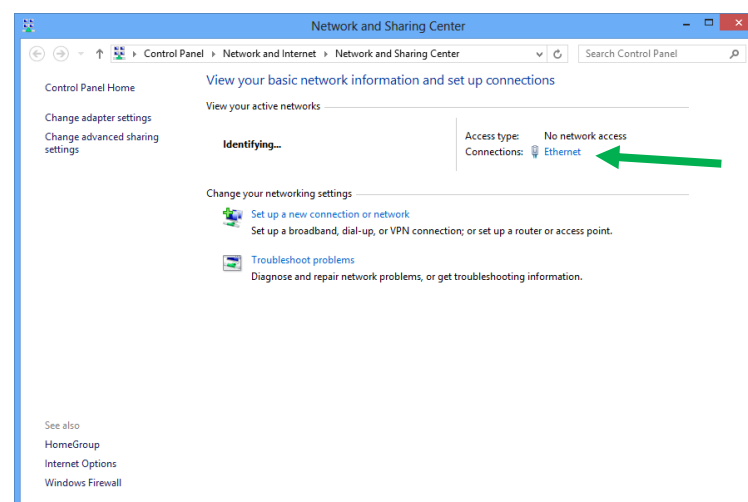 Network and Sharing Center
Control Panel Network and Internet Network and Sharing Center
Search Control Panel
Control Panel Home
Change adapter settings
Change advanced sharing
settings
View your basic network information and set up connections
View your active networks
Identifying...
Access type: No network access
Connections: Ethernet
Change your networking settings
Set up a new connection or network
Set up a broadband, dial-up, or VPN connection; or set up a router or access point.
Troubleshoot problems
Diagnose and repair network problems, or get troubleshooting information.
See also
HomeGroup
Internet Options
Windows Firewall